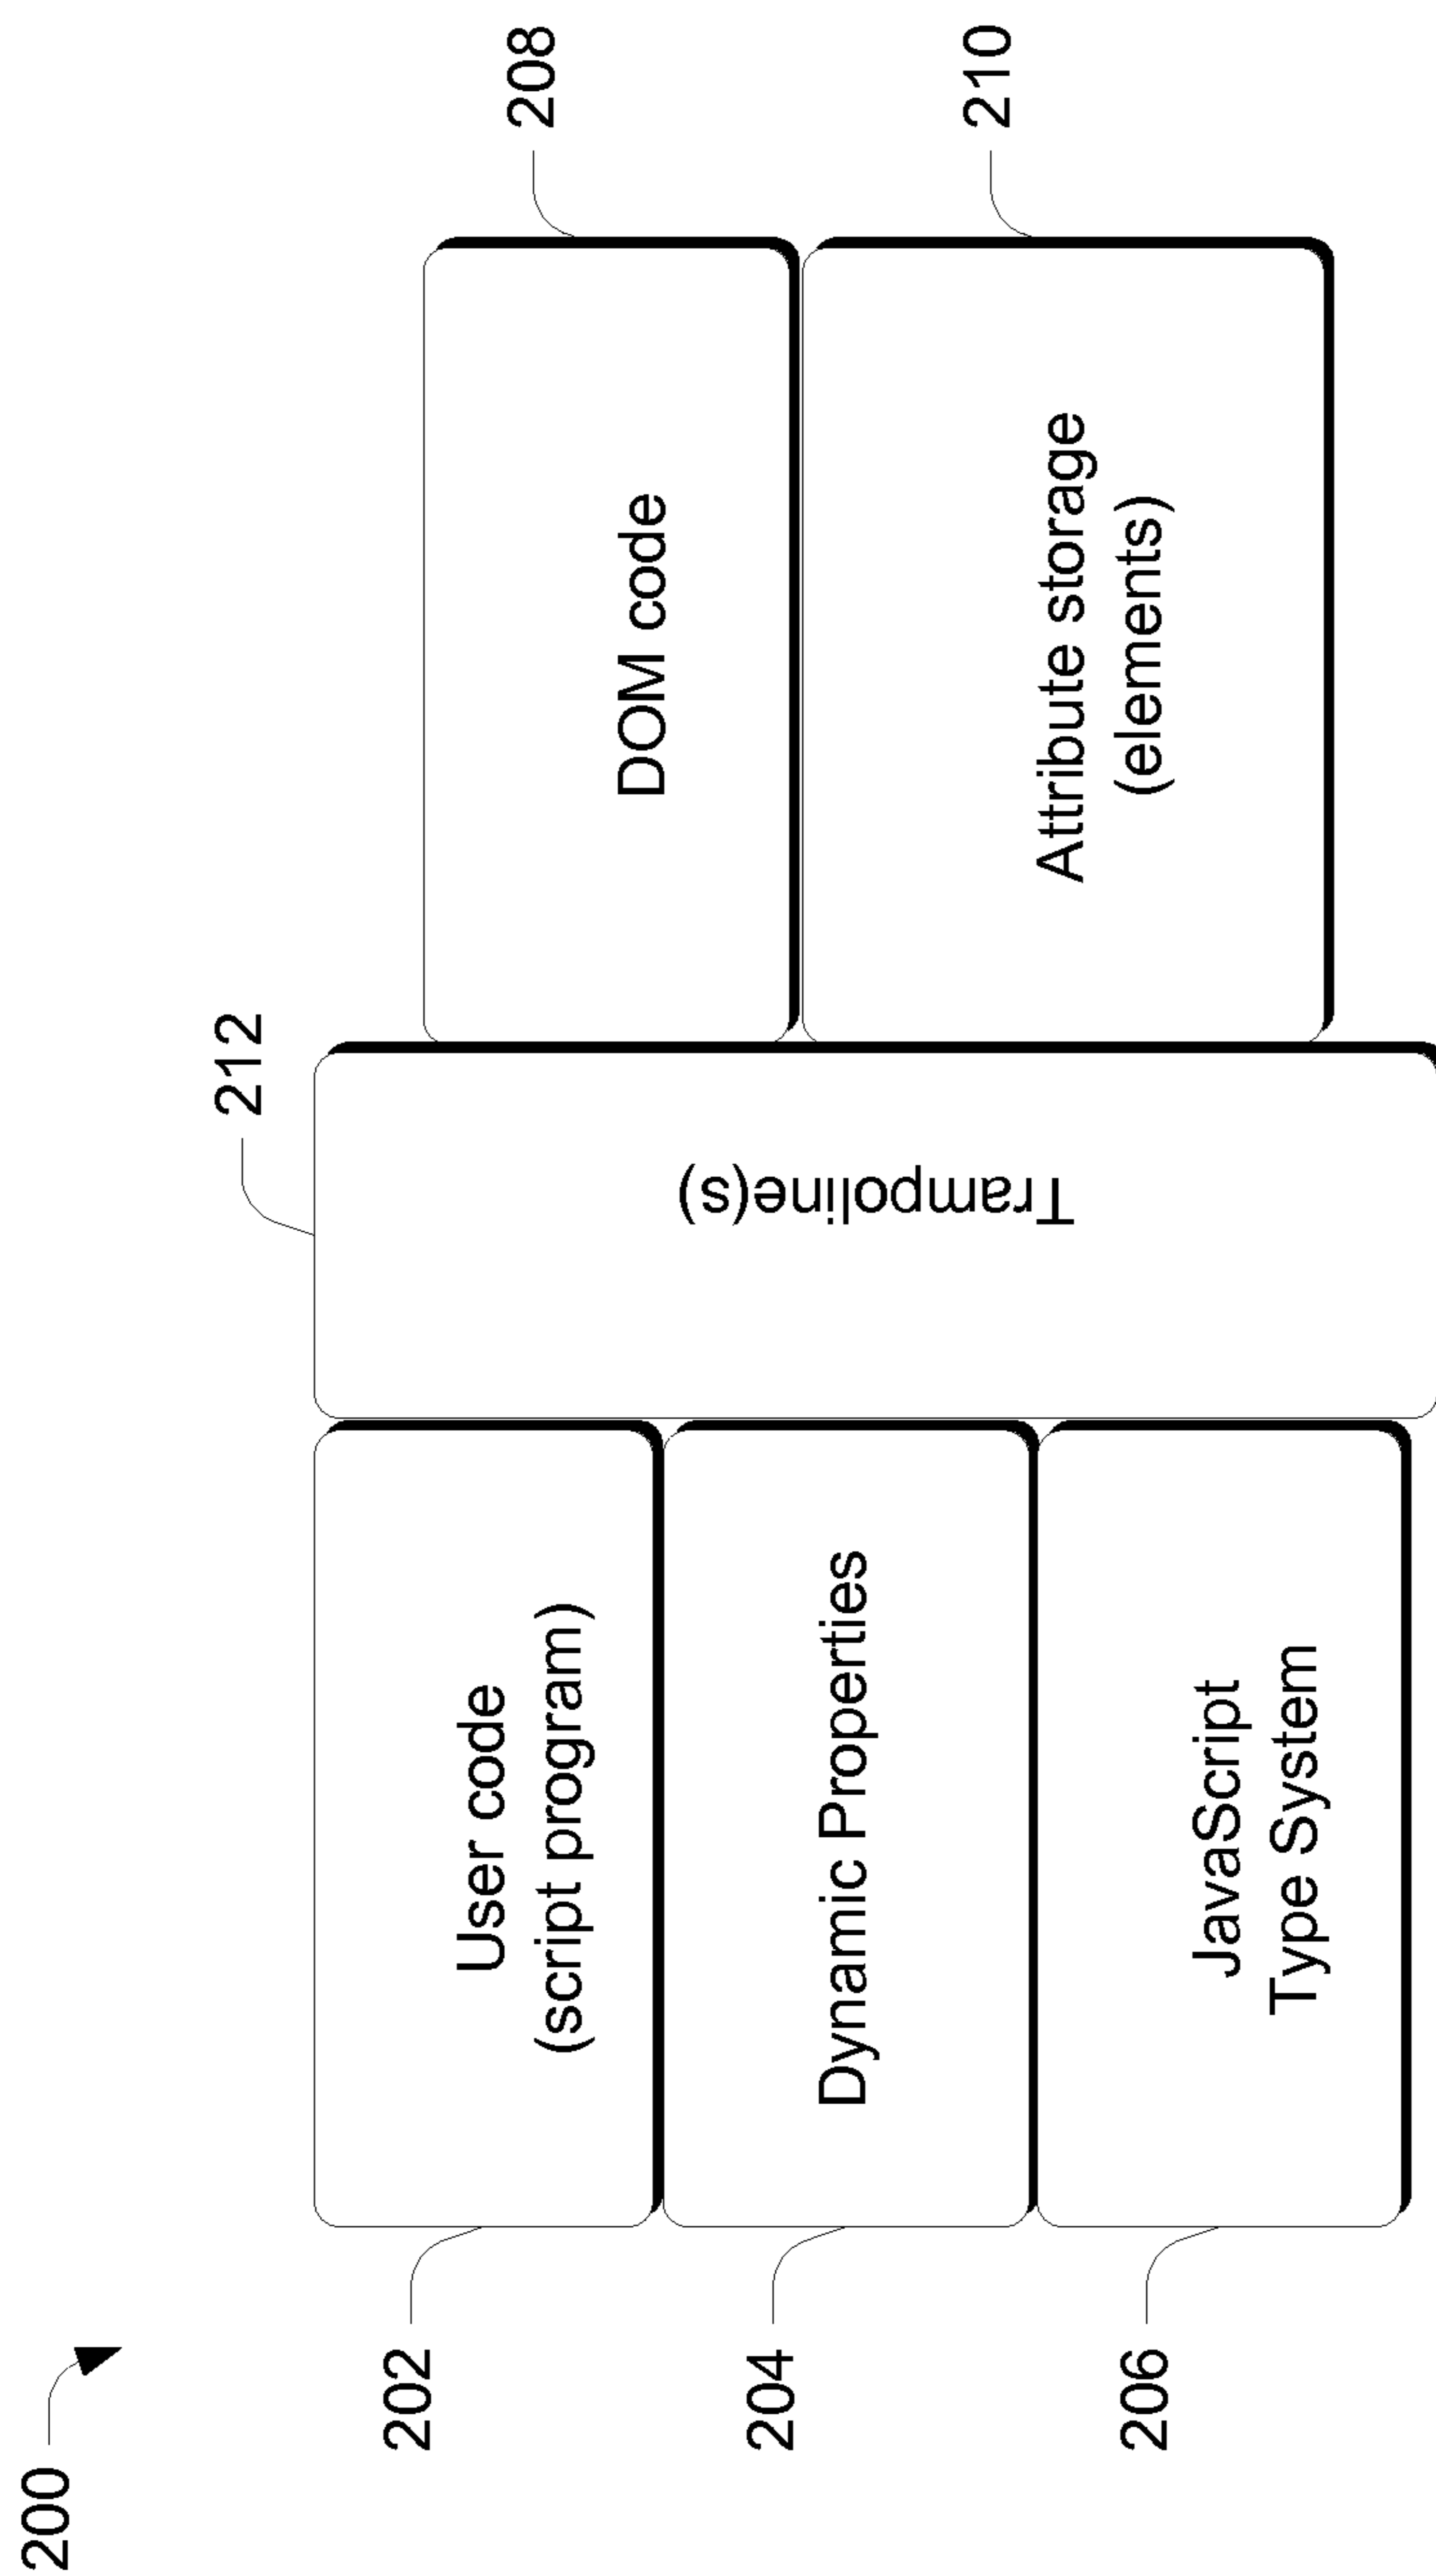 200
202
User code
(script program)
204
Dynamic Properties
206
JavaScript
Type System
212
Trampoline(s)
208
DOM code
210
Attribute storage
(elements)